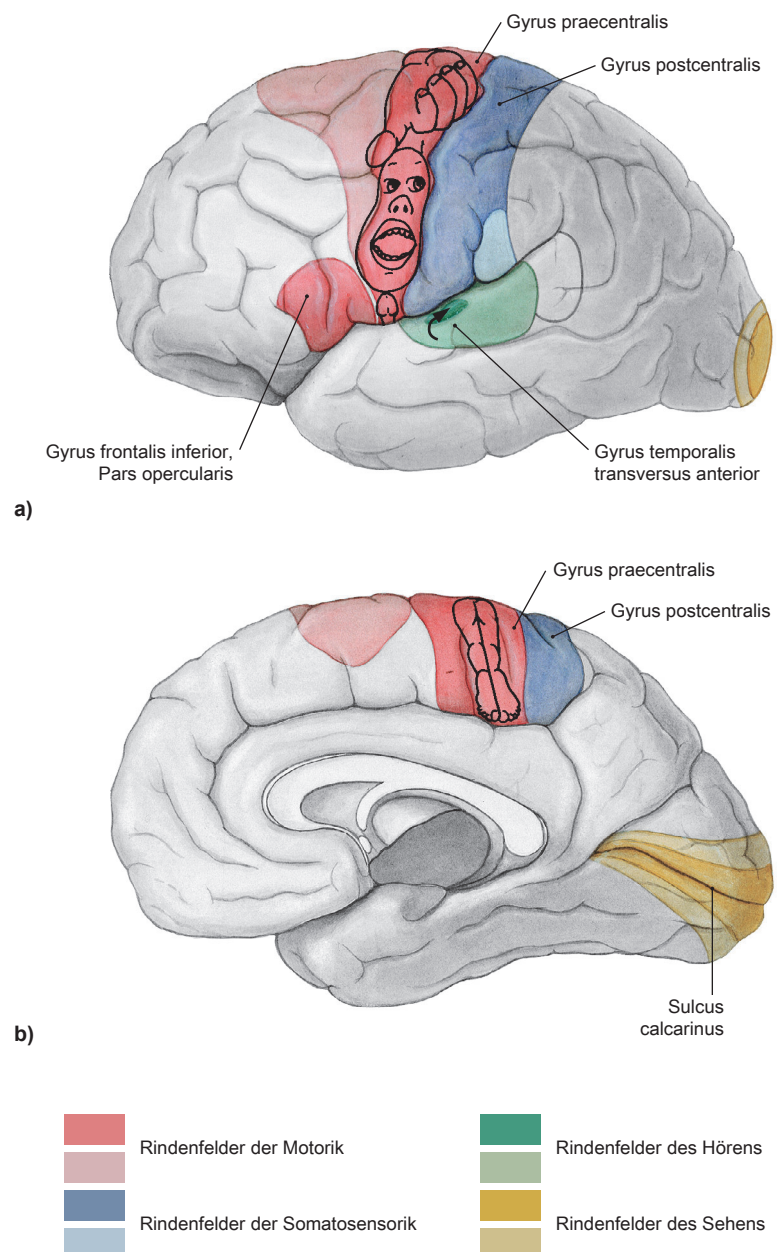 Gyrus praecentralis
Gyrus postcentralis
Gyrus frontalis inferior,
Pars opercularis
Gyrus temporalis
transversus anterior
a)
Gyrus praecentralis
Gyrus postcentralis
Sulcus
calcarinus
b)
Rindenfelder der Motorik
Rindenfelder des Hörens
Rindenfelder der Somatosensorik
Rindenfelder des Sehens